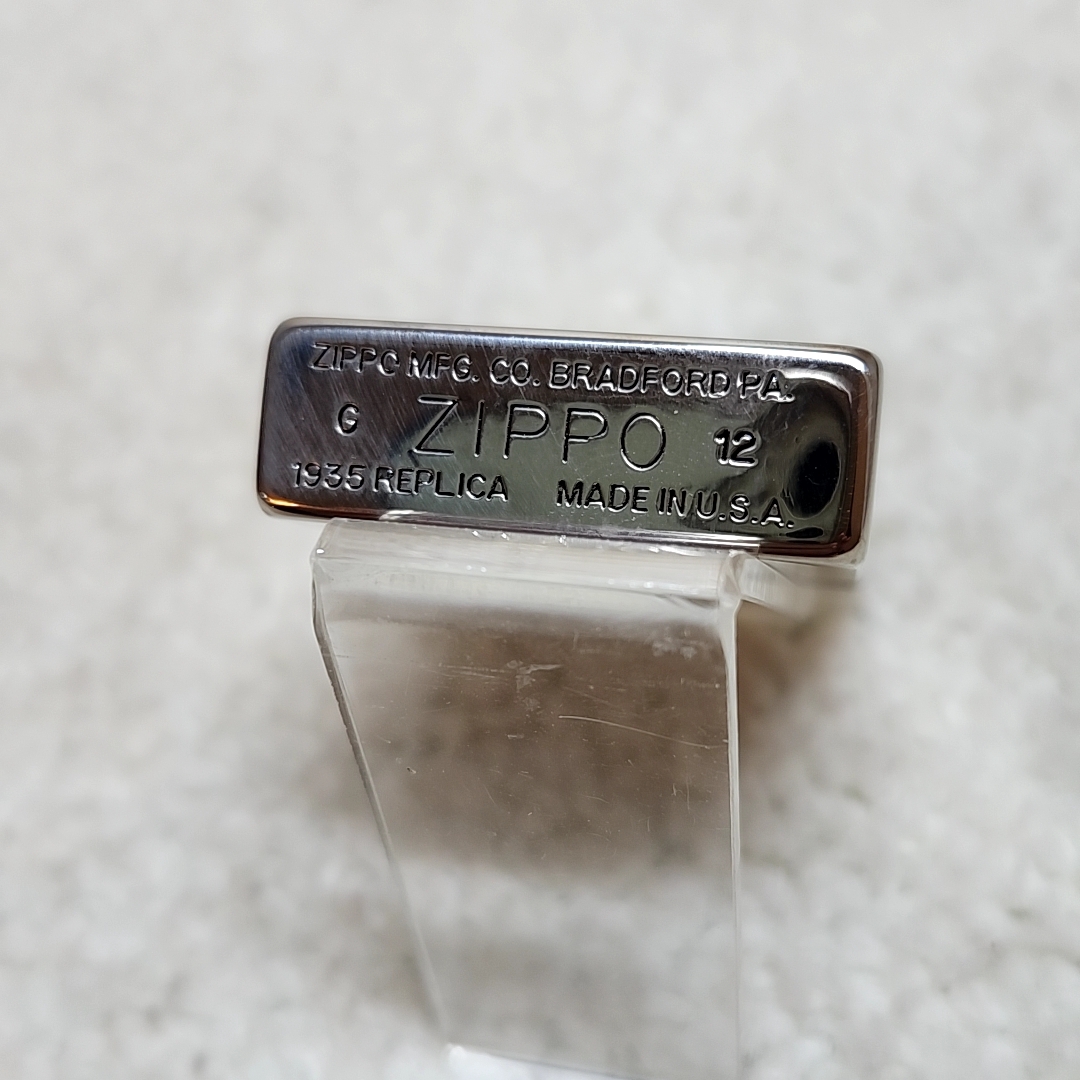 ZIPPO MFG. CO. BRADFORD PA.
G ZIPPO 12
1935 REPLICA MADE IN U.S.A.